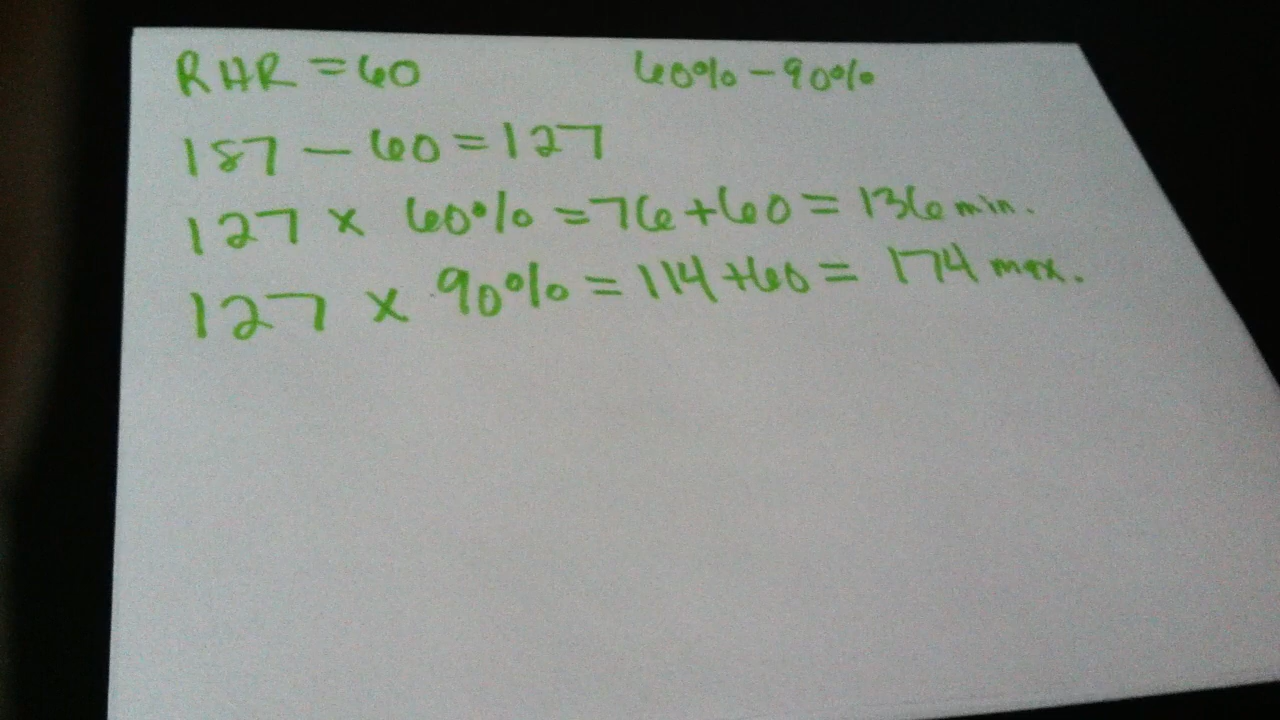 RHR = 60 60% - 90%
187 - 60 = 127
127 x 60% = 76 + 60 = 136 min.
127 x 90% = 114 + 60 = 174 max.